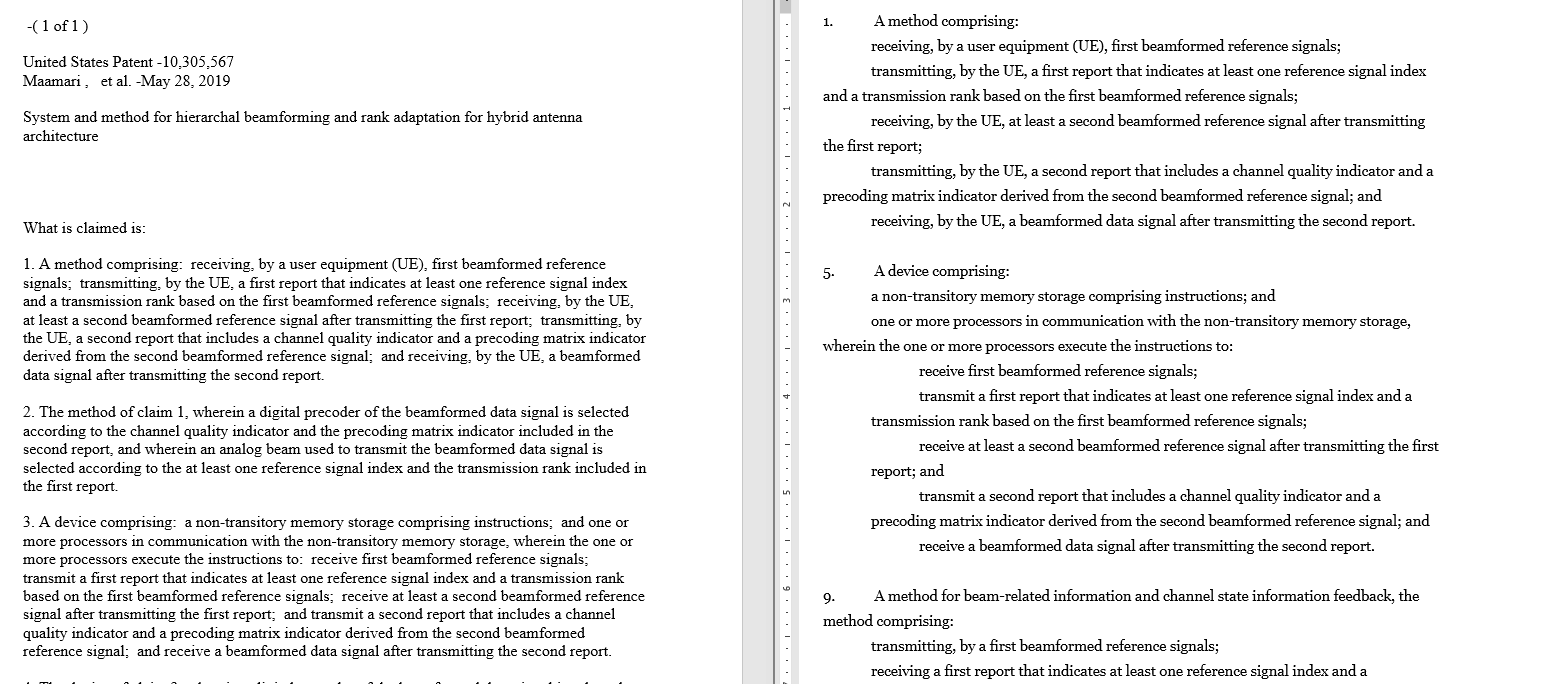 -( 1 of 1 )
United States Patent -10,305,567
Maamari ,   et al. -May 28, 2019
System and method for hierarchal beamforming and rank adaptation for hybrid antenna
architecture
What is claimed is:
1. A method comprising:  receiving, by a user equipment (UE), first beamformed reference
signals;  transmitting, by the UE, a first report that indicates at least one reference signal index
and a transmission rank based on the first beamformed reference signals;  receiving, by the UE,
at least a second beamformed reference signal after transmitting the first report;  transmitting, by
the UE, a second report that includes a channel quality indicator and a precoding matrix indicator
derived from the second beamformed reference signal;  and receiving, by the UE, a beamformed
data signal after transmitting the second report.
2. The method of claim 1, wherein a digital precoder of the beamformed data signal is selected
according to the channel quality indicator and the precoding matrix indicator included in the
second report, and wherein an analog beam used to transmit the beamformed data signal is
selected according to the at least one reference signal index and the transmission rank included in
the first report.
3. A device comprising:  a non-transitory memory storage comprising instructions;  and one or
more processors in communication with the non-transitory memory storage, wherein the one or
more processors execute the instructions to:  receive first beamformed reference signals;
transmit a first report that indicates at least one reference signal index and a transmission rank
based on the first beamformed reference signals;  receive at least a second beamformed reference
signal after transmitting the first report;  and transmit a second report that includes a channel
quality indicator and a precoding matrix indicator derived from the second beamformed
reference signal;  and receive a beamformed data signal after transmitting the second report.
1
2
3
4
5
6
1. A method comprising:
receiving, by a user equipment (UE), first beamformed reference signals;
transmitting, by the UE, a first report that indicates at least one reference signal index
and a transmission rank based on the first beamformed reference signals;
receiving, by the UE, at least a second beamformed reference signal after transmitting
the first report;
transmitting, by the UE, a second report that includes a channel quality indicator and a
precoding matrix indicator derived from the second beamformed reference signal; and
receiving, by the UE, a beamformed data signal after transmitting the second report.
5. A device comprising:
a non-transitory memory storage comprising instructions; and
one or more processors in communication with the non-transitory memory storage,
wherein the one or more processors execute the instructions to:
receive first beamformed reference signals;
transmit a first report that indicates at least one reference signal index and a
transmission rank based on the first beamformed reference signals;
receive at least a second beamformed reference signal after transmitting the first
report; and
transmit a second report that includes a channel quality indicator and a
precoding matrix indicator derived from the second beamformed reference signal; and
receive a beamformed data signal after transmitting the second report.
9. A method for beam-related information and channel state information feedback, the
method comprising:
transmitting, by a first beamformed reference signals;
receiving a first report that indicates at least one reference signal index and a